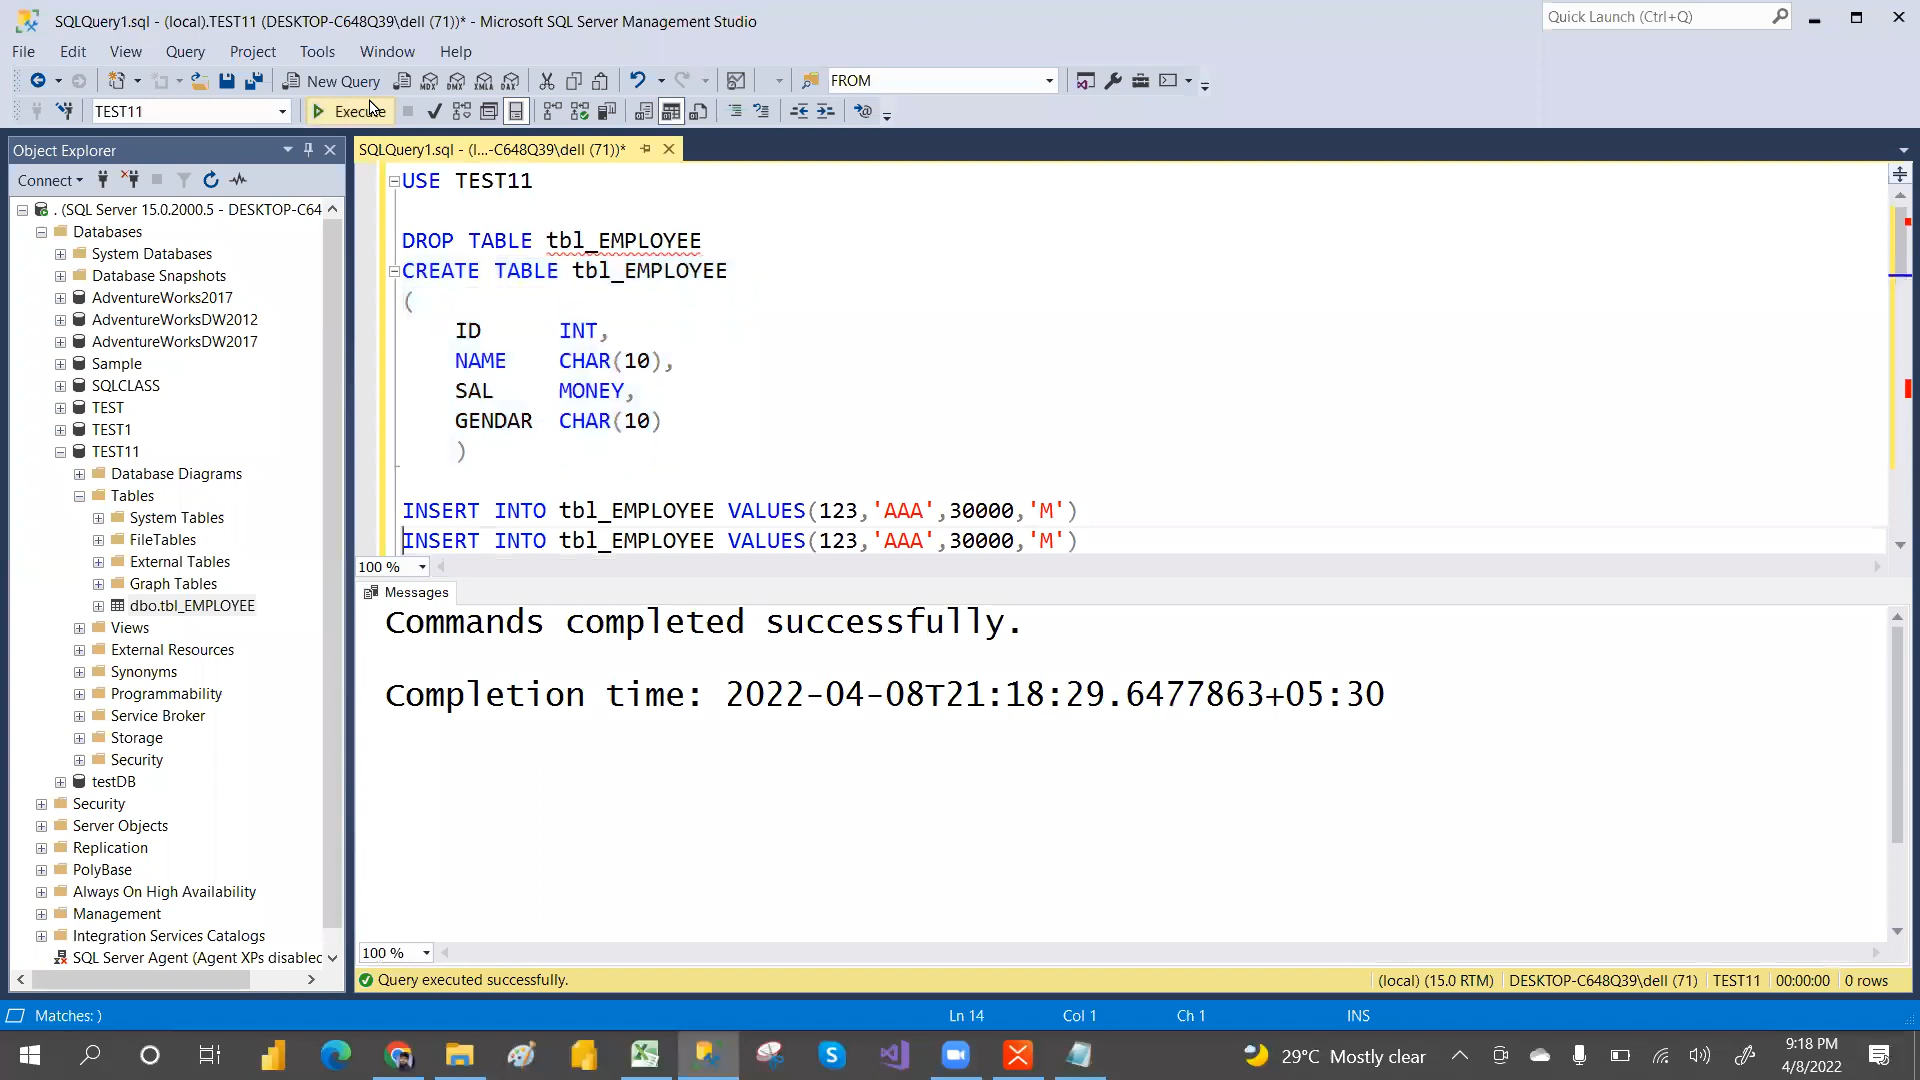 SQLQuery1.sql - (local).TEST11 (DESKTOP-C648Q39\dell (71))* - Microsoft SQL Server Management Studio
Quick Launch (Ctrl+Q)
File Edit View Query Project Tools Window Help
New Query MDX DMX XMLA DAX FROM
TEST11 Execute
Object Explorer
SQLQuery1.sql - (l...-C648Q39\dell (71))*
Connect
. (SQL Server 15.0.2000.5 - DESKTOP-C64
Databases
System Databases
Database Snapshots
AdventureWorks2017
AdventureWorksDW2012
AdventureWorksDW2017
Sample
SQLCLASS
TEST
TEST1
TEST11
Database Diagrams
Tables
System Tables
FileTables
External Tables
Graph Tables
dbo.tbl_EMPLOYEE
Views
External Resources
Synonyms
Programmability
Service Broker
Storage
Security
testDB
Security
Server Objects
Replication
PolyBase
Always On High Availability
Management
Integration Services Catalogs
SQL Server Agent (Agent XPs disablec
USE TEST11
DROP TABLE tbl_EMPLOYEE
CREATE TABLE tbl_EMPLOYEE
(
ID INT,
NAME CHAR(10),
SAL MONEY,
GENDAR CHAR(10)
)
INSERT INTO tbl_EMPLOYEE VALUES(123,'AAA',30000,'M')
INSERT INTO tbl_EMPLOYEE VALUES(123,'AAA',30000,'M')
100 %
Messages
Commands completed successfully.
Completion time: 2022-04-08T21:18:29.6477863+05:30
100 %
Query executed successfully.
(local) (15.0 RTM) DESKTOP-C648Q39\dell (71) TEST11 00:00:00 0 rows
Matches: )
Ln 14 Col 1 Ch 1 INS
29°C Mostly clear
9:18 PM
4/8/2022